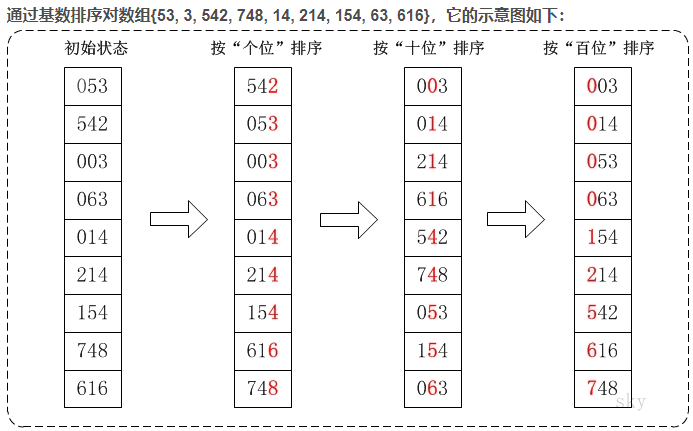 通过基数排序对数组{53, 3, 542, 748, 14, 214, 154, 63, 616}，它的示意图如下：
初始状态 按“个位”排序 按“十位”排序 按“百位”排序
053 542 003 003
542 053 014 014
003 003 214 053
063 063 616 063
014 014 542 154
214 214 748 214
154 154 053 542
748 616 154 616
616 748 063 748
sky